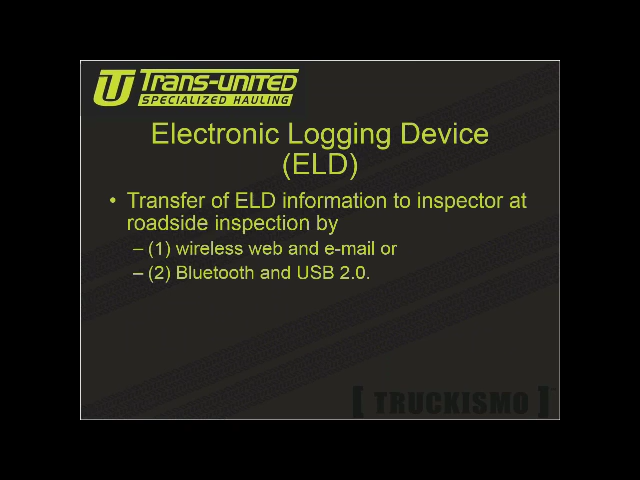 TRANS-UNITED
SPECIALIZED HAULING
Electronic Logging Device
(ELD)
• Transfer of ELD information to inspector at
roadside inspection by
– (1) wireless web and e-mail or
– (2) Bluetooth and USB 2.0.
[ TRUCKISMO ]